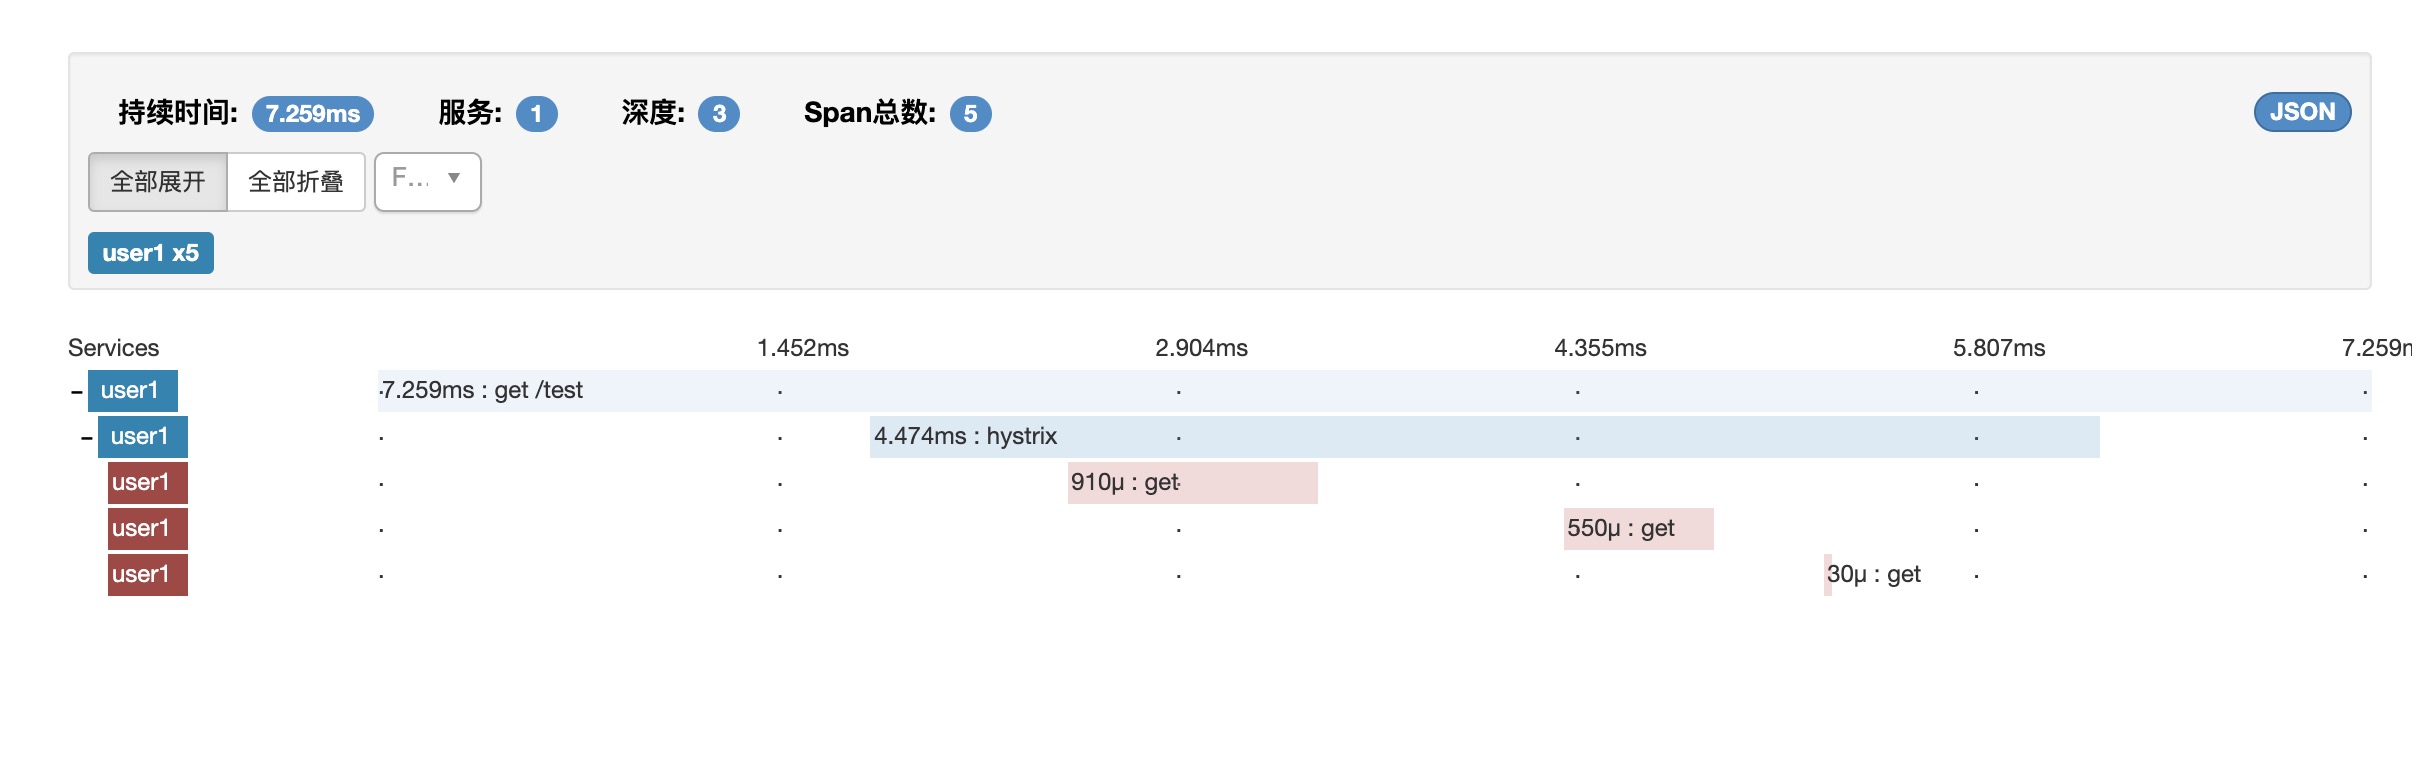 持续时间: 7.259ms 服务: 1 深度: 3 Span总数: 5 JSON
全部展开 全部折叠 F...
user1 x5
Services 1.452ms 2.904ms 4.355ms 5.807ms 7.259m
user1 7.259ms : get /test
user1 4.474ms : hystrix
user1 910μ : get
user1 550μ : get
user1 30μ : get